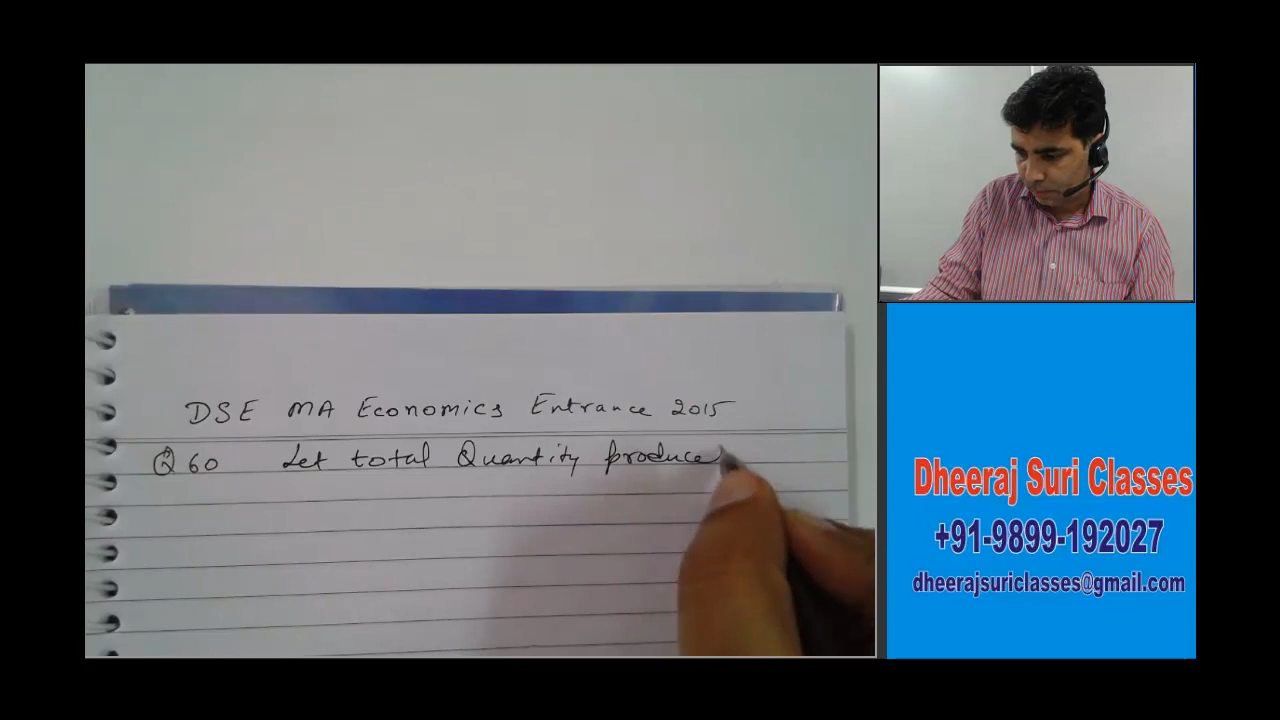 DSE MA Economics Entrance 2015
Q 60 Let total Quantity produce
Dheeraj Suri Classes
+91-9899-192027
dheerajsuriclasses@gmail.com